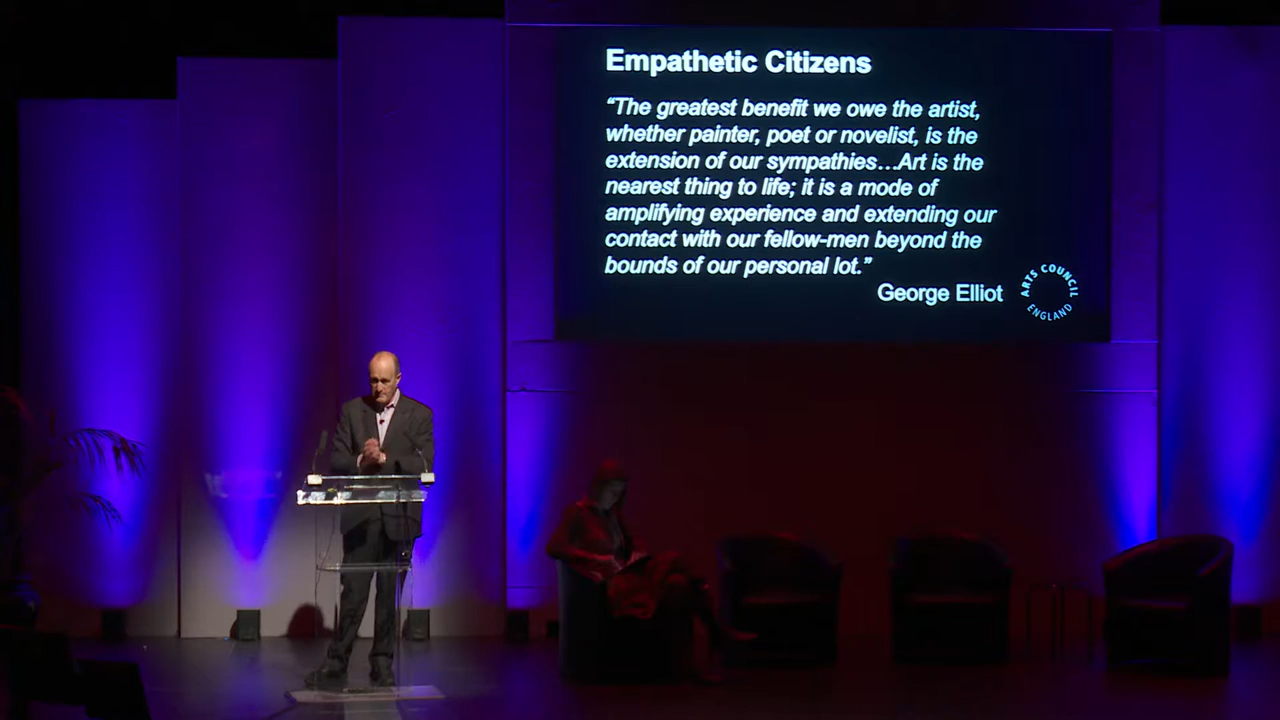 Empathetic Citizens
“The greatest benefit we owe the artist,
whether painter, poet or novelist, is the
extension of our sympathies…Art is the
nearest thing to life; it is a mode of
amplifying experience and extending our
contact with our fellow-men beyond the
bounds of our personal lot.”
George Elliot
ARTS COUNCIL
ENGLAND